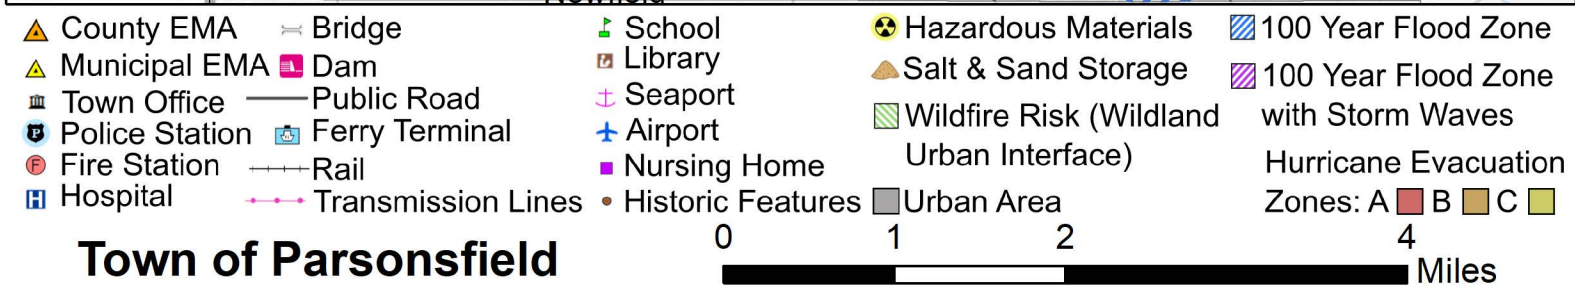 Newfield
County EMA
Municipal EMA
Town Office
P Police Station
F Fire Station
H Hospital
Bridge
Dam
Public Road
Ferry Terminal
Rail
Transmission Lines
School
Library
Seaport
Airport
Nursing Home
Historic Features
Hazardous Materials
Salt & Sand Storage
Wildfire Risk (Wildland
Urban Interface)
Urban Area
100 Year Flood Zone
100 Year Flood Zone
with Storm Waves
Hurricane Evacuation
Zones: A B C
Town of Parsonsfield
0 1 2 4
Miles